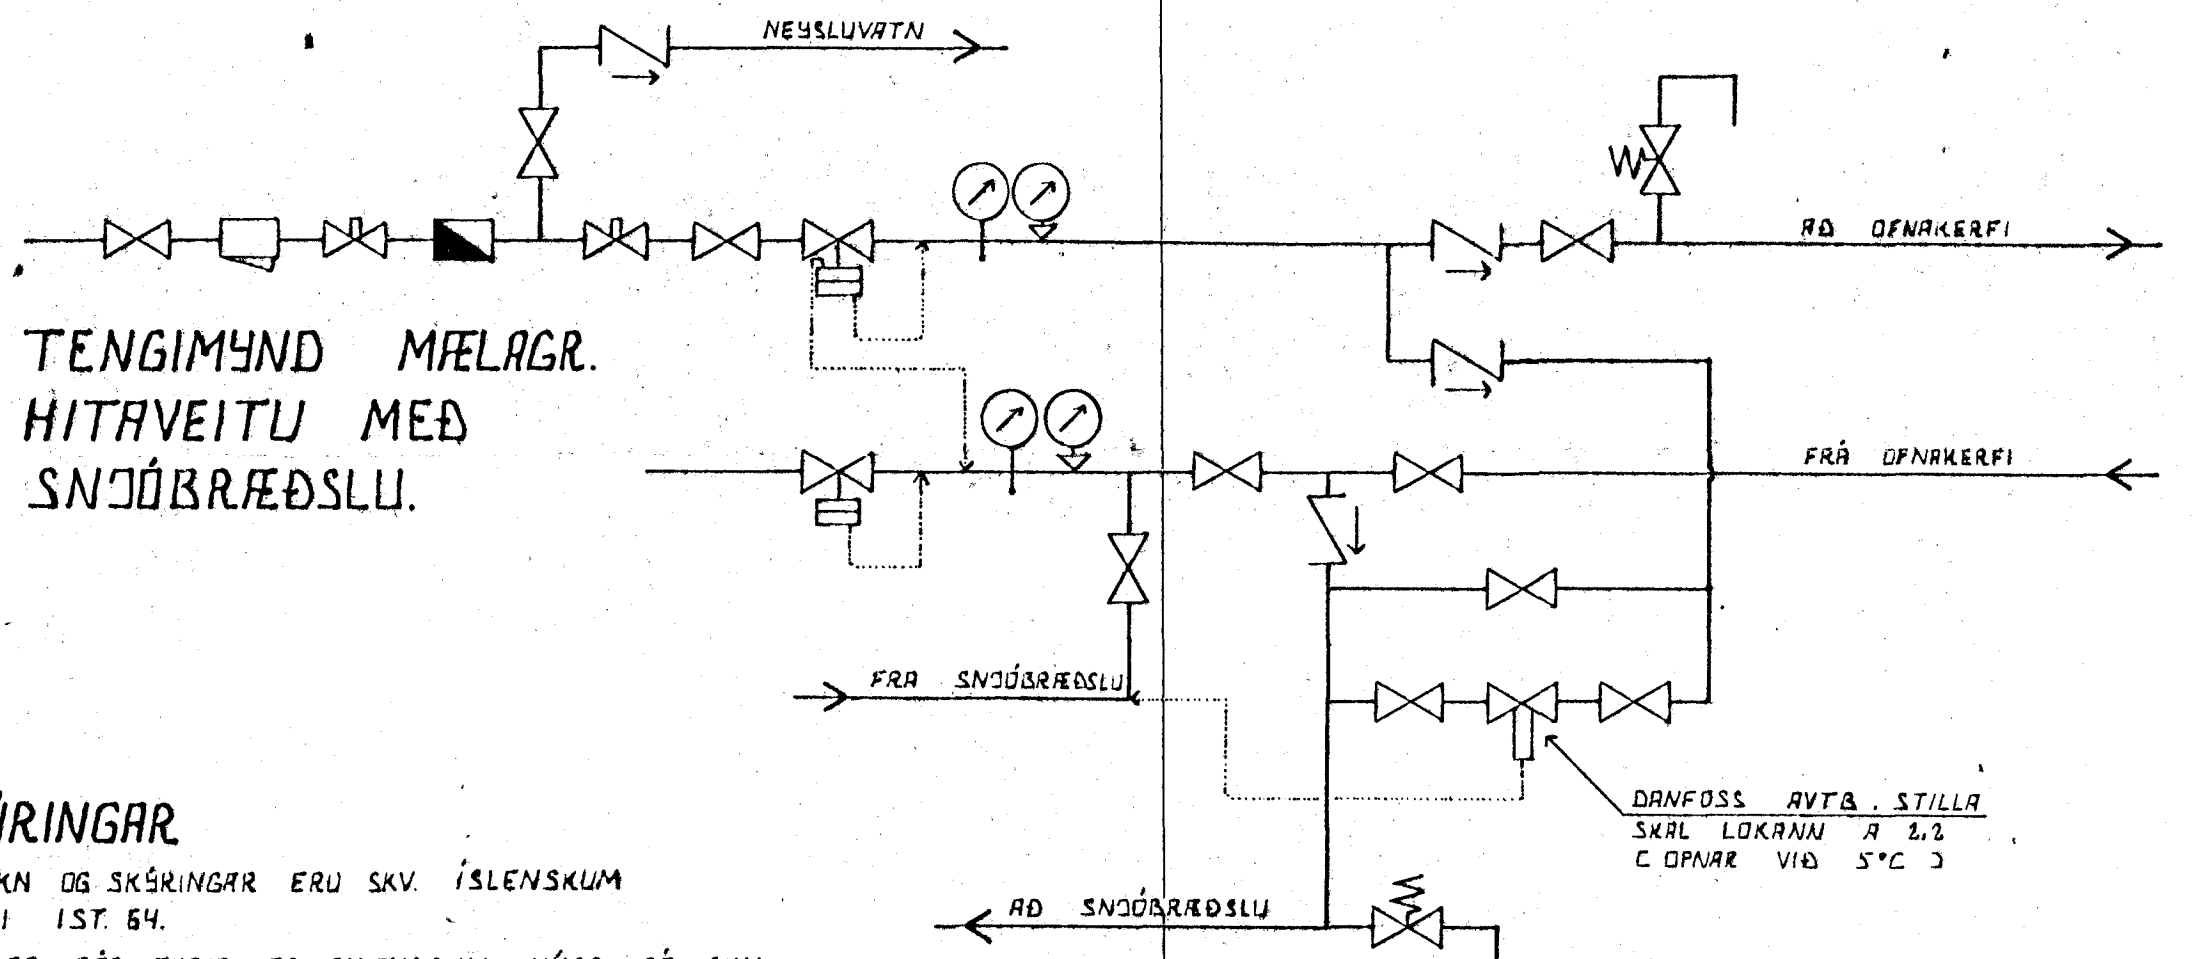 NEYSLUVATN
AÐ OFNAKERFI
TENGIMYND MÆLAGR.
HITAVEITU MEÐ
SNJÓBRÆÐSLU.
FRÁ OFNAKERFI
FRA SNJÓBRÆÐSLU
DANFOSS AVTB. STILLA
SKAL LOKANN A 2,2
( OPNAR VIÐ 5°C )
ÝRINGAR
KN OG SKÝRINGAR ERU SKV. ÍSLENSKUM
I IST. 64.
AÐ SNJÓBRÆÐSLU